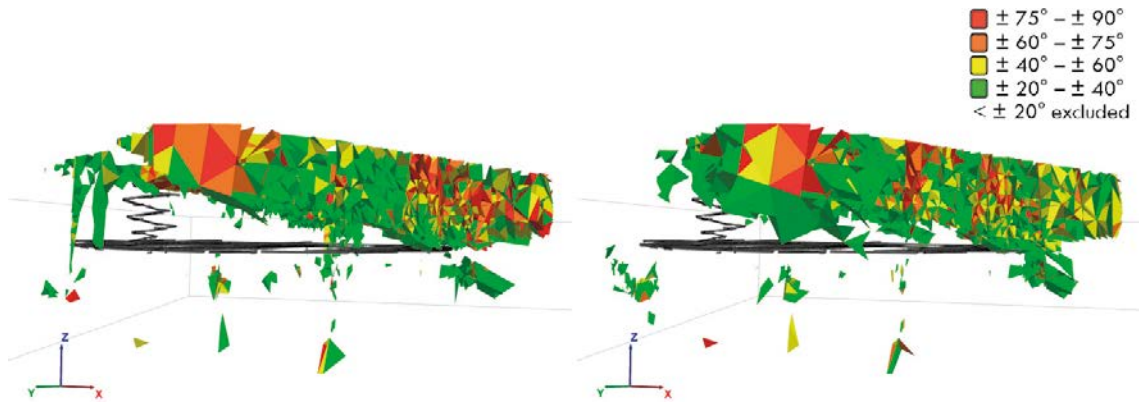 ± 75° – ± 90°
± 60° – ± 75°
± 40° – ± 60°
± 20° – ± 40°
< ± 20° excluded
Z
Y
X
Z
Y
X